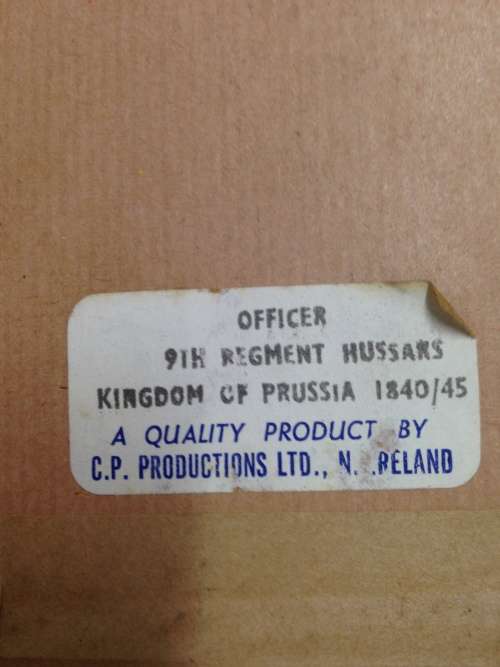 OFFICER
9TH REGMENT HUSSARS
KINGDOM OF PRUSSIA 1840/45
A QUALITY PRODUCT BY
C.P. PRODUCTIONS LTD., N. IRELAND